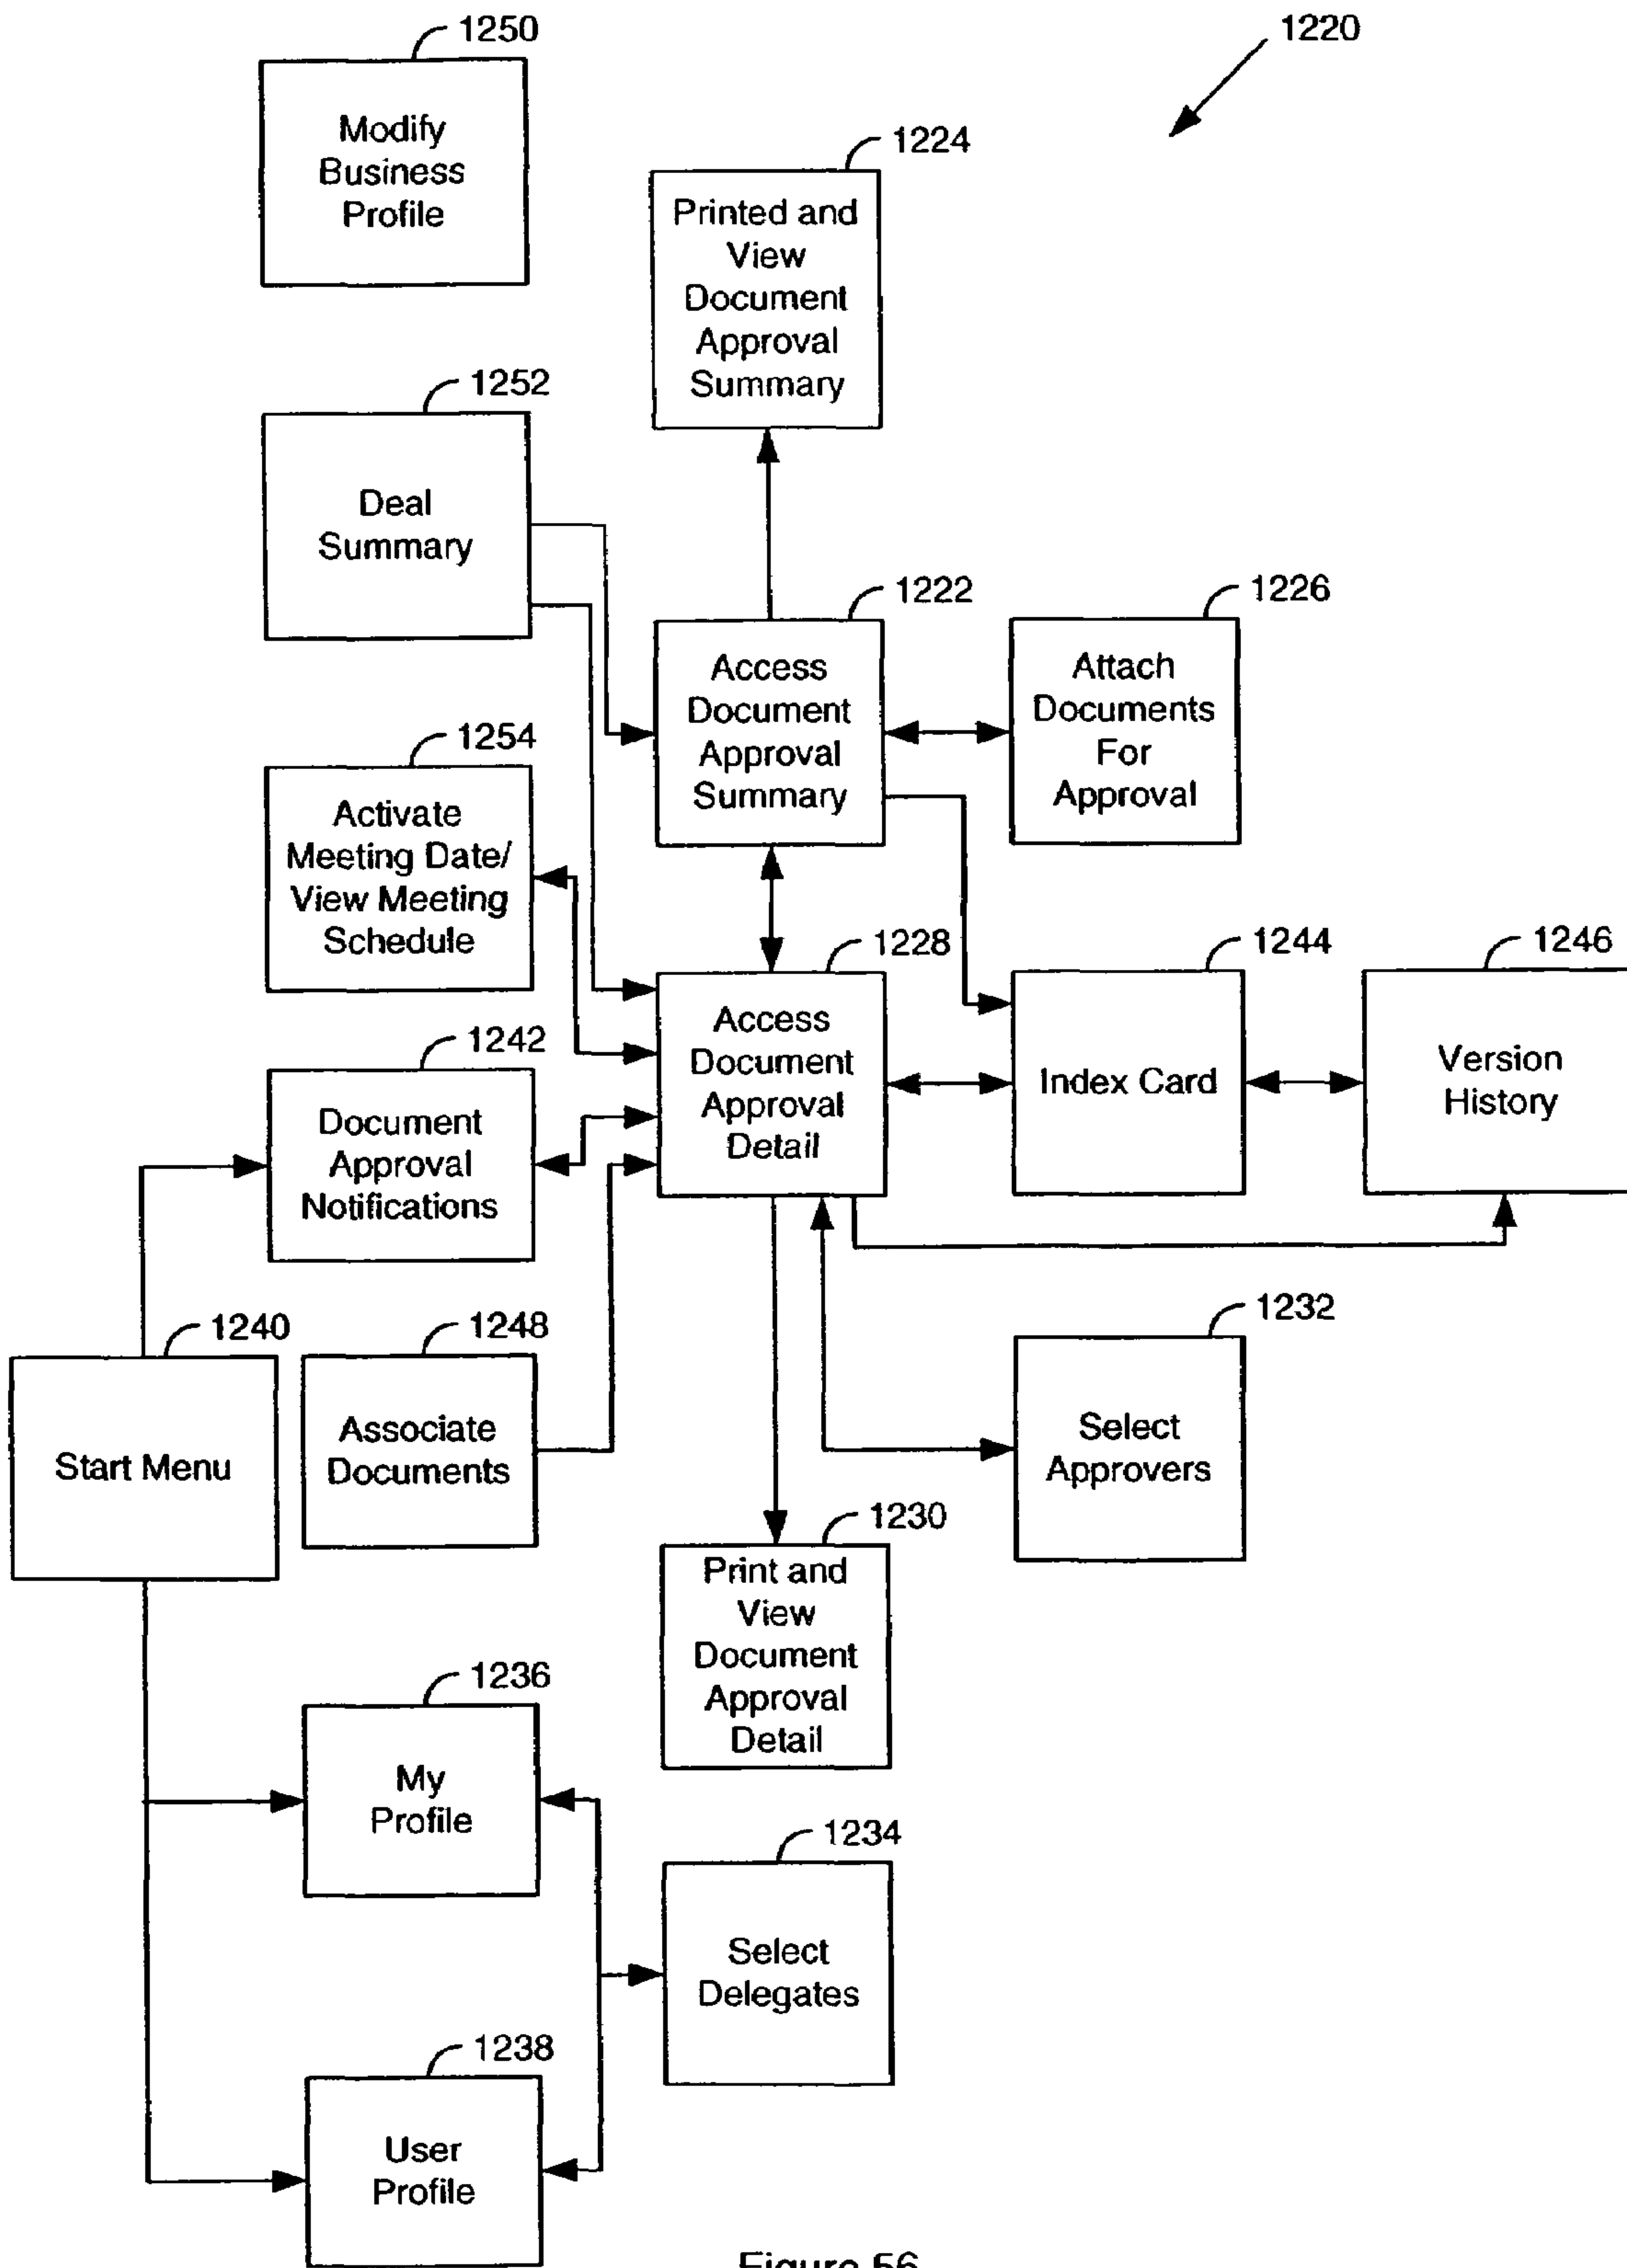 1250
1220
Modify
Business
Profile
1224
Printed and
View
Document
Approval
Summary
1252
Deal
Summary
1222
Access
Document
Approval
Summary
1226
Attach
Documents
For
Approval
1254
Activate
Meeting Date/
View Meeting
Schedule
1228
Access
Document
Approval
Detail
1244
Index Card
1246
Version
History
1242
Document
Approval
Notifications
1240
Start Menu
1248
Associate
Documents
1232
Select
Approvers
1230
Print and
View
Document
Approval
Detail
1236
My
Profile
1234
Select
Delegates
1238
User
Profile
Figure 56